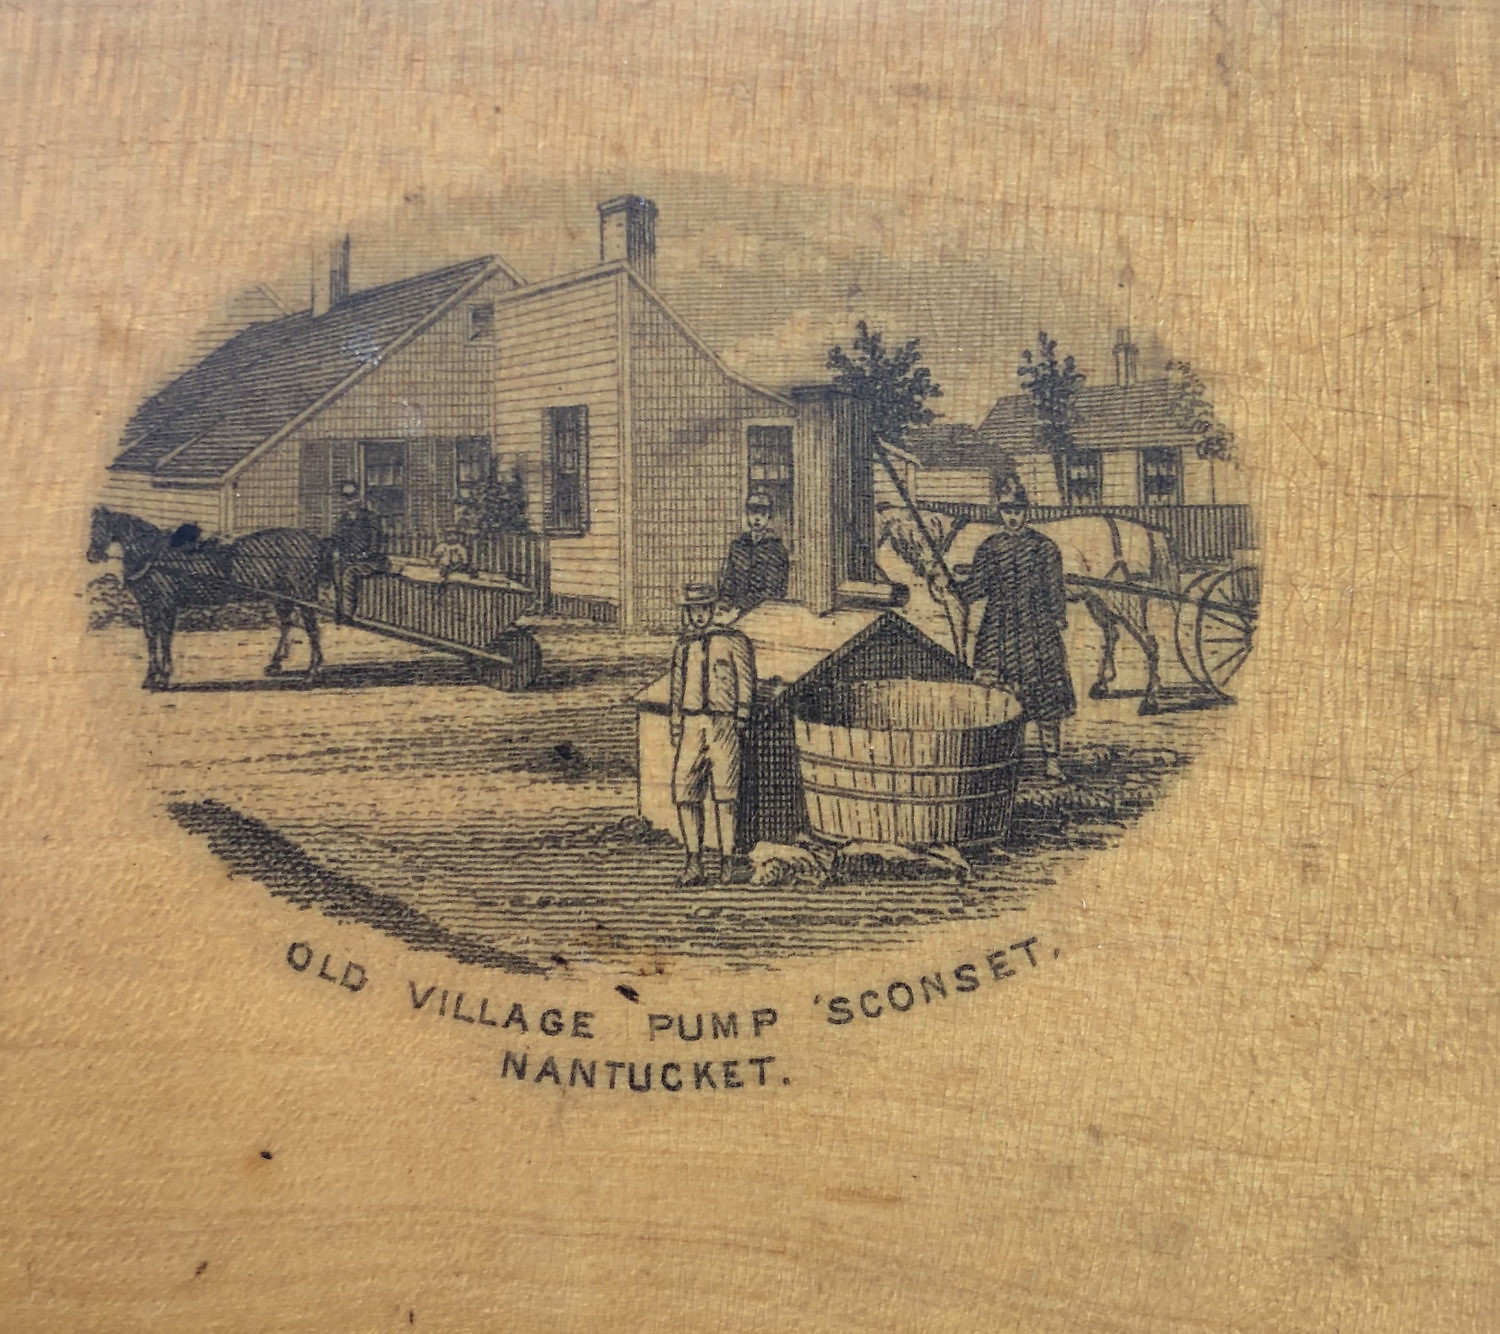 OLD VILLAGE PUMP 'SCONSET,
NANTUCKET.